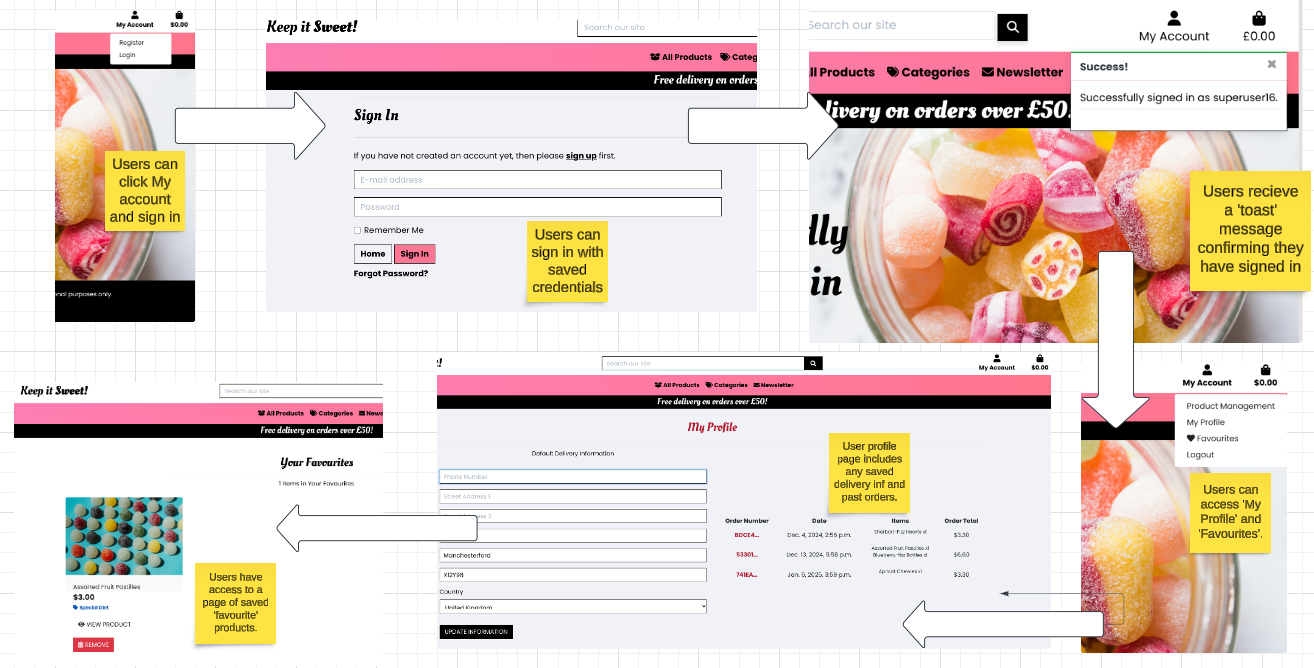 My Account
$0.00
Register
Login
Users can
click My
account
and sign in
onal purposes only.
Keep it Sweet!
Search our site
All Products
Categ
Free delivery on orders
Sign In
If you have not created an account yet, then please sign up first.
E-mail address
Password
Remember Me
Home
Sign In
Forgot Password?
Users can
sign in with
saved
credentials
Search our site
My Account
£0.00
ll Products
Categories
Newsletter
livery on orders over £50!
Success!
Successfully signed in as superuser16.
dly
in
Users recieve
a 'toast'
message
confirming they
have signed in
My Account
$0.00
Product Management
My Profile
Favourites
Logout
Users can
access 'My
Profile' and
'Favourites'.
!
Search our site
My Account
$0.00
All Products
Categories
Newsletter
Free delivery on orders over £50!
My Profile
Default Delivery Information
Phone Number
Street Address 1
ess 2
Manchesterford
X12Y98
Country
United Kingdom
UPDATE INFORMATION
User profile
page includes
any saved
delivery inf and
past orders.
Order Number Date Items Order Total
BDCE4... Dec. 4, 2024, 2:56 p.m. Sherbert-Fizz Hearts x1 $3.30
53301... Dec. 13, 2024, 5:58 p.m. Assorted Fruit Pastilles x1 Blueberry-fizz Bottles x1 $6.60
741EA... Jan. 5, 2025, 3:59 p.m. Apricot Chewies x1 $3.30
Keep it Sweet!
Search our site
All Products
Categories
News
Free delivery on orders over £50!
Your Favourites
1 Items in Your Favourites
Assorted Fruit Pastilles
$3.00
Special Diet
VIEW PRODUCT
REMOVE
Users have
access to a
page of saved
'favourite'
products.